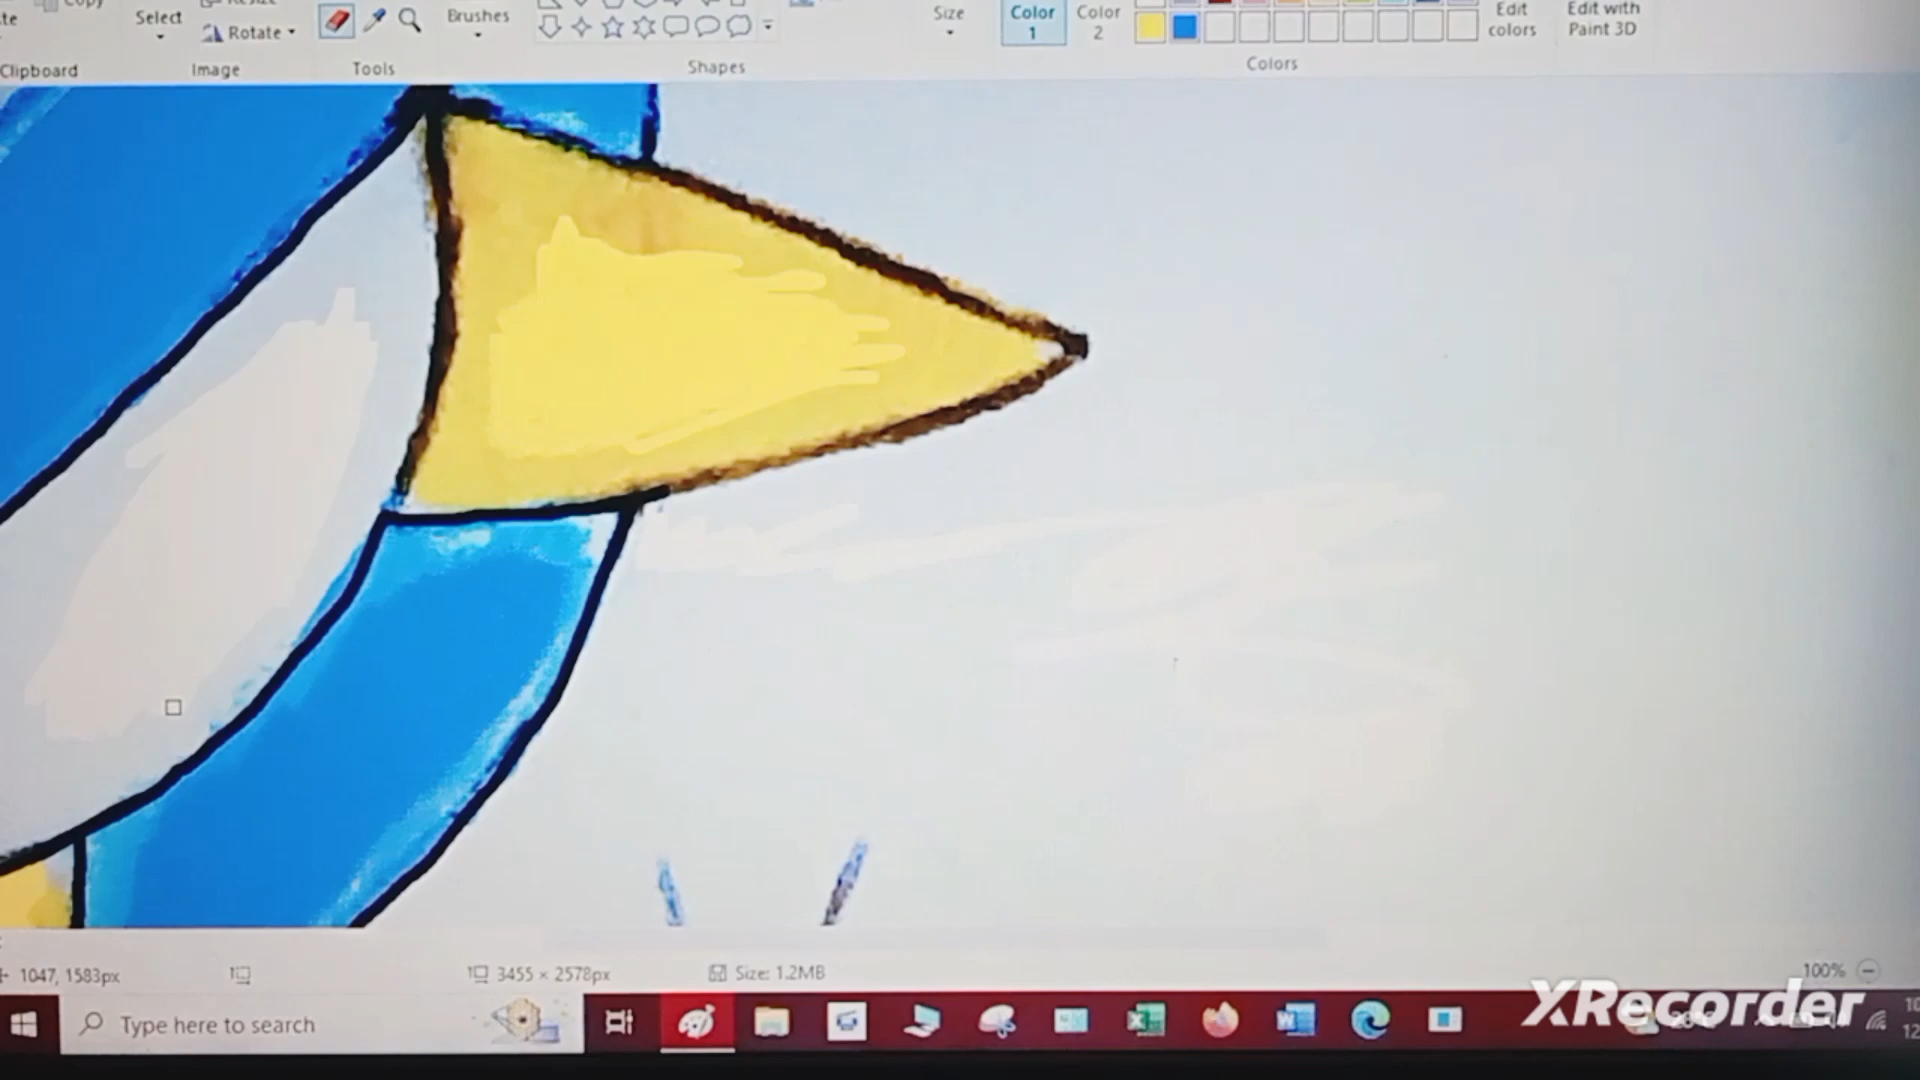 Select
Rotate
Brushes
Size
Color
1
Color
2
Edit
colors
Edit with
Paint 3D
Clipboard
Image
Tools
Shapes
Colors
1047, 1583px
3455 × 2578px
Size: 1.2MB
100%
Type here to search
XRecorder